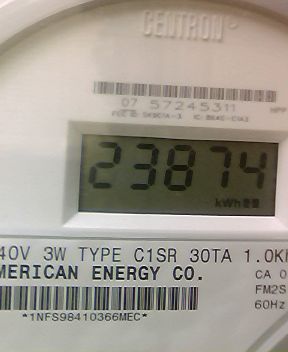 CENTRON
07 57245311
23874
kWh
40V 3W TYPE C1SR 30TA 1.0K
MERICAN ENERGY CO.
CA 0
FM2S
60Hz
*1NFS98410366MEC*